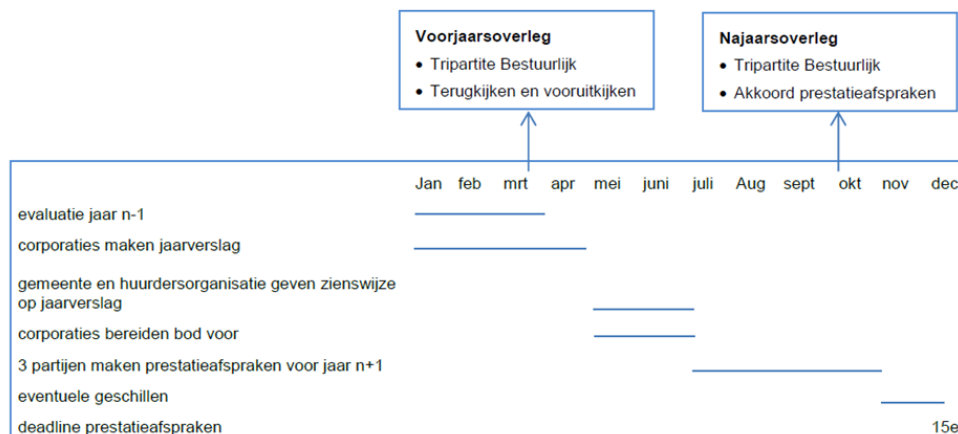 Voorjaarsoverleg
• Tripartite Bestuurlijk
• Terugkijken en vooruitkijken
Najaarsoverleg
• Tripartite Bestuurlijk
• Akkoord prestatieafspraken
Jan feb mrt apr mei juni juli Aug sept okt nov dec
evaluatie jaar n-1
corporaties maken jaarverslag
gemeente en huurdersorganisatie geven zienswijze
op jaarverslag
corporaties bereiden bod voor
3 partijen maken prestatieafspraken voor jaar n+1
eventuele geschillen
deadline prestatieafspraken 15e